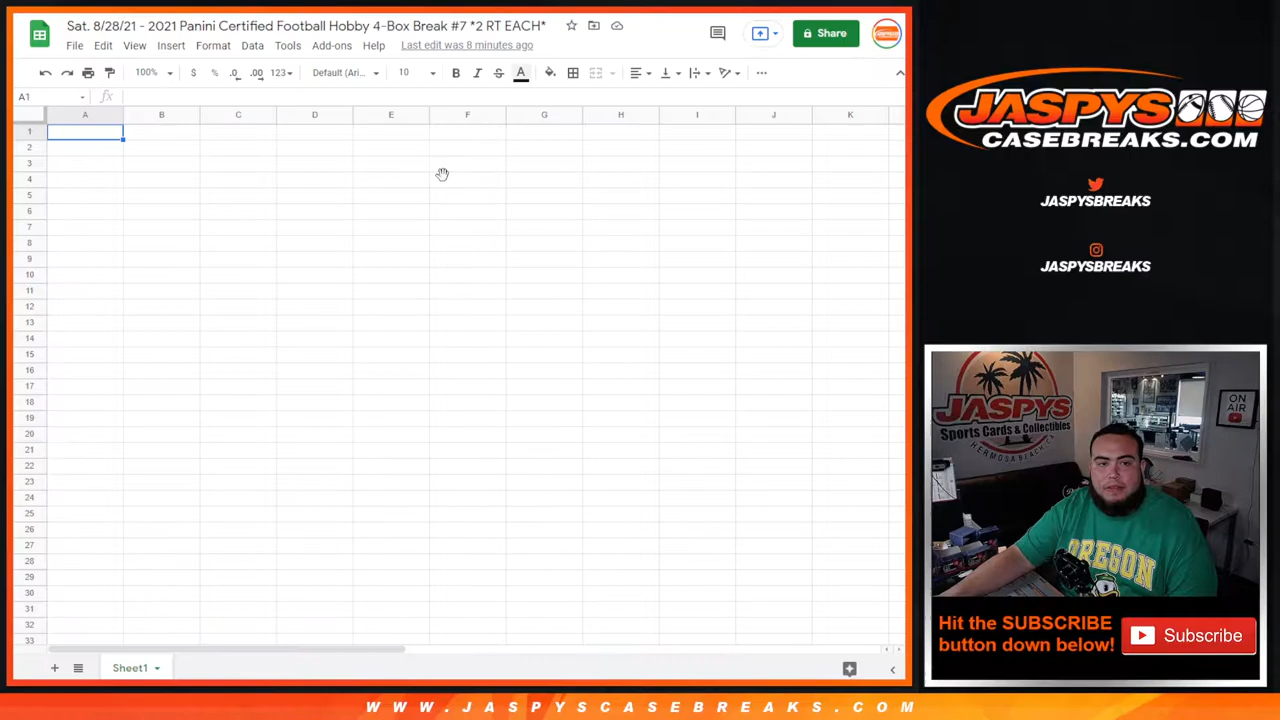 Sat. 8/28/21 - 2021 Panini Certified Football Hobby 4-Box Break #7 *2 RT EACH*
File Edit View Insert Format Data Tools Add-ons Help Last edit was 8 minutes ago
Share
100% $ % .0 .00 123 Default (Ari... 10 B I S A
A1 fx
A B C D E F G H I J K
1
2
3
4
5
6
7
8
9
10
11
12
13
14
15
16
17
18
19
20
21
22
23
24
25
26
27
28
29
30
31
32
33
Sheet1
JASPYS
CASEBREAKS.COM
JASPYSBREAKS
JASPYSBREAKS
JASPYS
Sports Cards & Collectibles
HERMOSA BEACH, CA
ON
AIR
OREGON
Hit the SUBSCRIBE
button down below!
Subscribe
WWW.JASPYSCASEBREAKS.COM